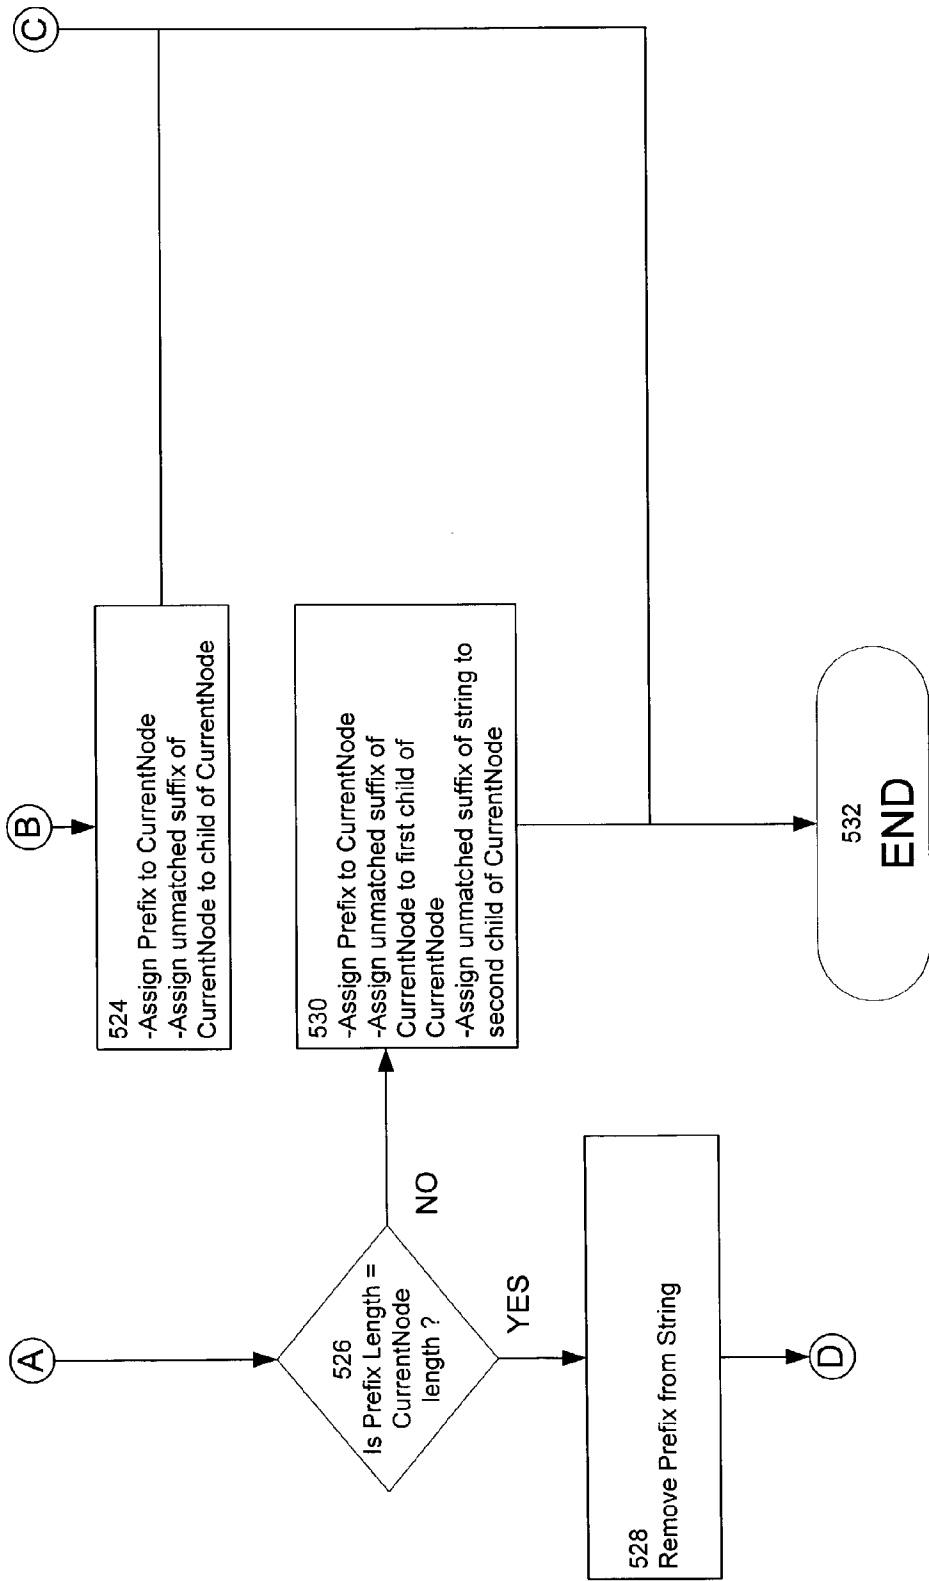 A
B
C
524
-Assign Prefix to CurrentNode
-Assign unmatched suffix of
CurrentNode to child of CurrentNode
526
Is Prefix Length =
CurrentNode
length ?
NO
YES
530
-Assign Prefix to CurrentNode
-Assign unmatched suffix of
CurrentNode to first child of
CurrentNode
-Assign unmatched suffix of string to
second child of CurrentNode
528
Remove Prefix from String
D
532
END